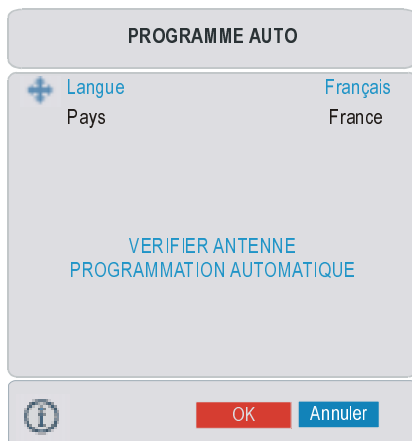 PROGRAMME AUTO
Langue Français
Pays France
VERIFIER ANTENNE
PROGRAMMATION AUTOMATIQUE
OK Annuler